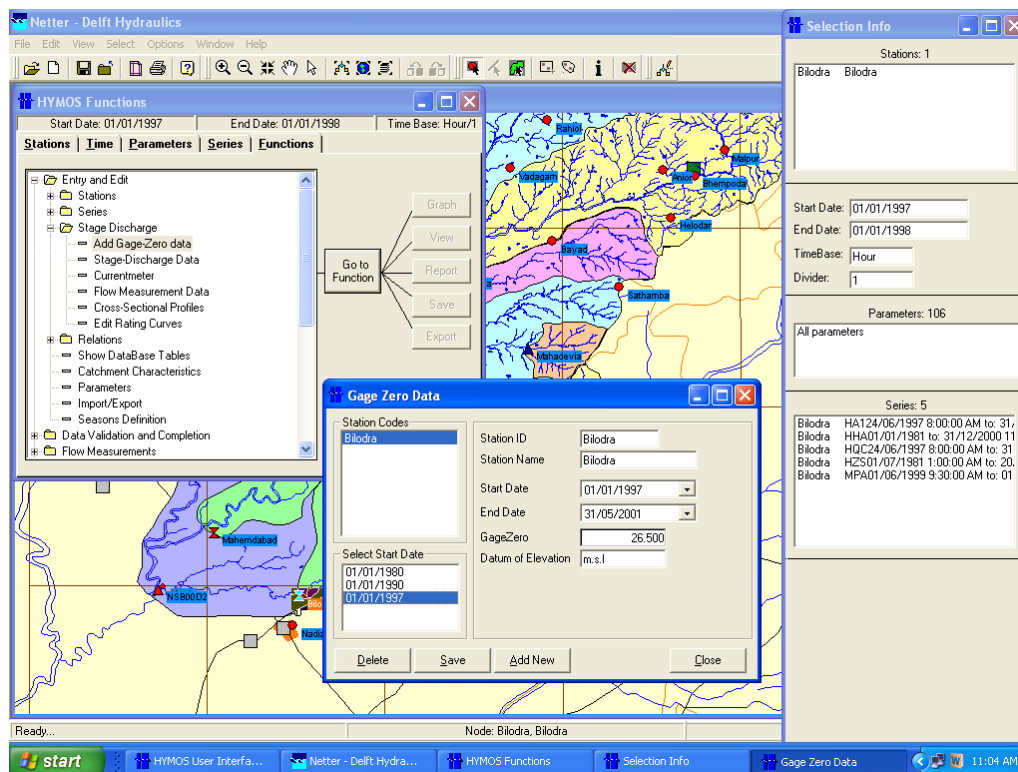 Netter - Delft Hydraulics
File Edit View Select Options Window Help
HYMOS Functions
Start Date: 01/01/1997 End Date: 01/01/1998 Time Base: Hour/1
Stations Time Parameters Series Functions
Entry and Edit
Stations
Series
Stage Discharge
Add Gage-Zero data
Stage-Discharge Data
Currentmeter
Flow Measurement Data
Cross-Sectional Profiles
Edit Rating Curves
Relations
Show DataBase Tables
Catchment Characteristics
Parameters
Import/Export
Seasons Definition
Data Validation and Completion
Flow Measurements
Go to
Function
Graph
View
Report
Save
Export
Rahiol
Malpur
Vadagam
Anior
Bhempoda
Helodar
Bayad
Sathamba
Mahadevia
Mahemdabad
NSB00D2
Bilo
Nadia
Gage Zero Data
Station Codes
Bilodra
Select Start Date
01/01/1980
01/01/1990
01/01/1997
Station ID Bilodra
Station Name Bilodra
Start Date 01/01/1997
End Date 31/05/2001
GageZero 26.500
Datum of Elevation m.s.l
Delete Save Add New Close
Selection Info
Stations: 1
Bilodra Bilodra
Start Date: 01/01/1997
End Date: 01/01/1998
TimeBase: Hour
Divider: 1
Parameters: 106
All parameters
Series: 5
Bilodra HA124/06/1997 8:00:00 AM to: 31/
Bilodra HHA01/01/1981 to: 31/12/2000 11
Bilodra HQC24/06/1997 8:00:00 AM to: 31
Bilodra HZS01/07/1981 1:00:00 AM to: 20.
Bilodra MPA01/06/1999 9:30:00 AM to: 01
Ready... Node: Bilodra, Bilodra
start HYMOS User Interfa... Netter - Delft Hydra... HYMOS Functions Selection Info Gage Zero Data 11:04 AM